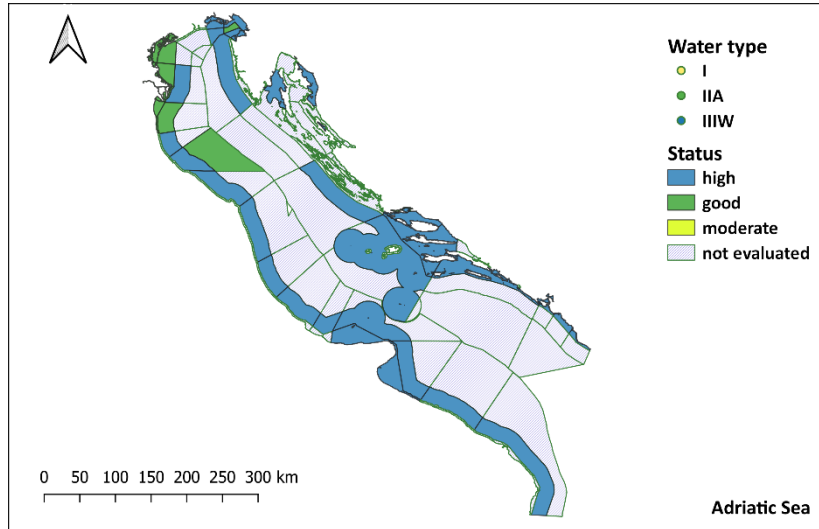 Water type
I
IIA
IIIW
Status
high
good
moderate
not evaluated
0 50 100 150 200 250 300 km
Adriatic Sea